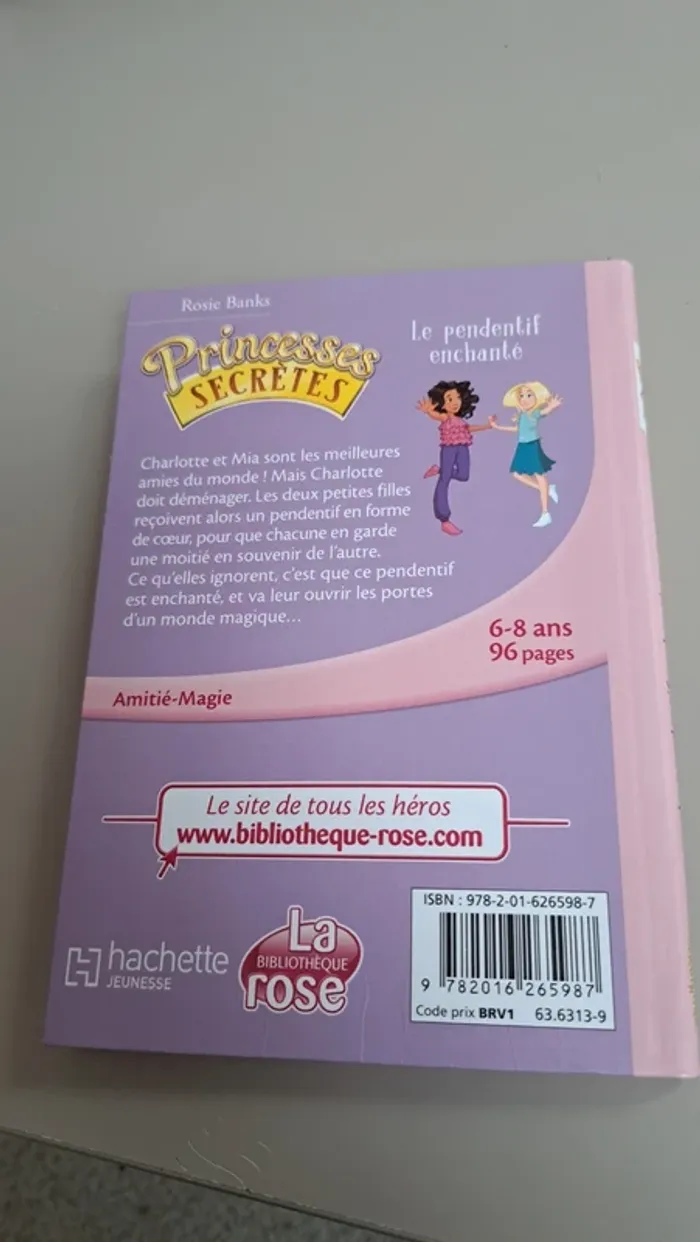 Rosie Banks
Princesses
SECRÈTES
Le pendentif
enchanté
Charlotte et Mia sont les meilleures
amies du monde ! Mais Charlotte
doit déménager. Les deux petites filles
reçoivent alors un pendentif en forme
de cœur, pour que chacune en garde
une moitié en souvenir de l'autre.
Ce qu'elles ignorent, c'est que ce pendentif
est enchanté, et va leur ouvrir les portes
d'un monde magique...
6-8 ans
96 pages
Amitié-Magie
Le site de tous les héros
www.bibliotheque-rose.com
hachette
JEUNESSE
La
BIBLIOTHÈQUE
rose
ISBN : 978-2-01-626598-7
9 782016 265987
Code prix BRV1 63.6313-9